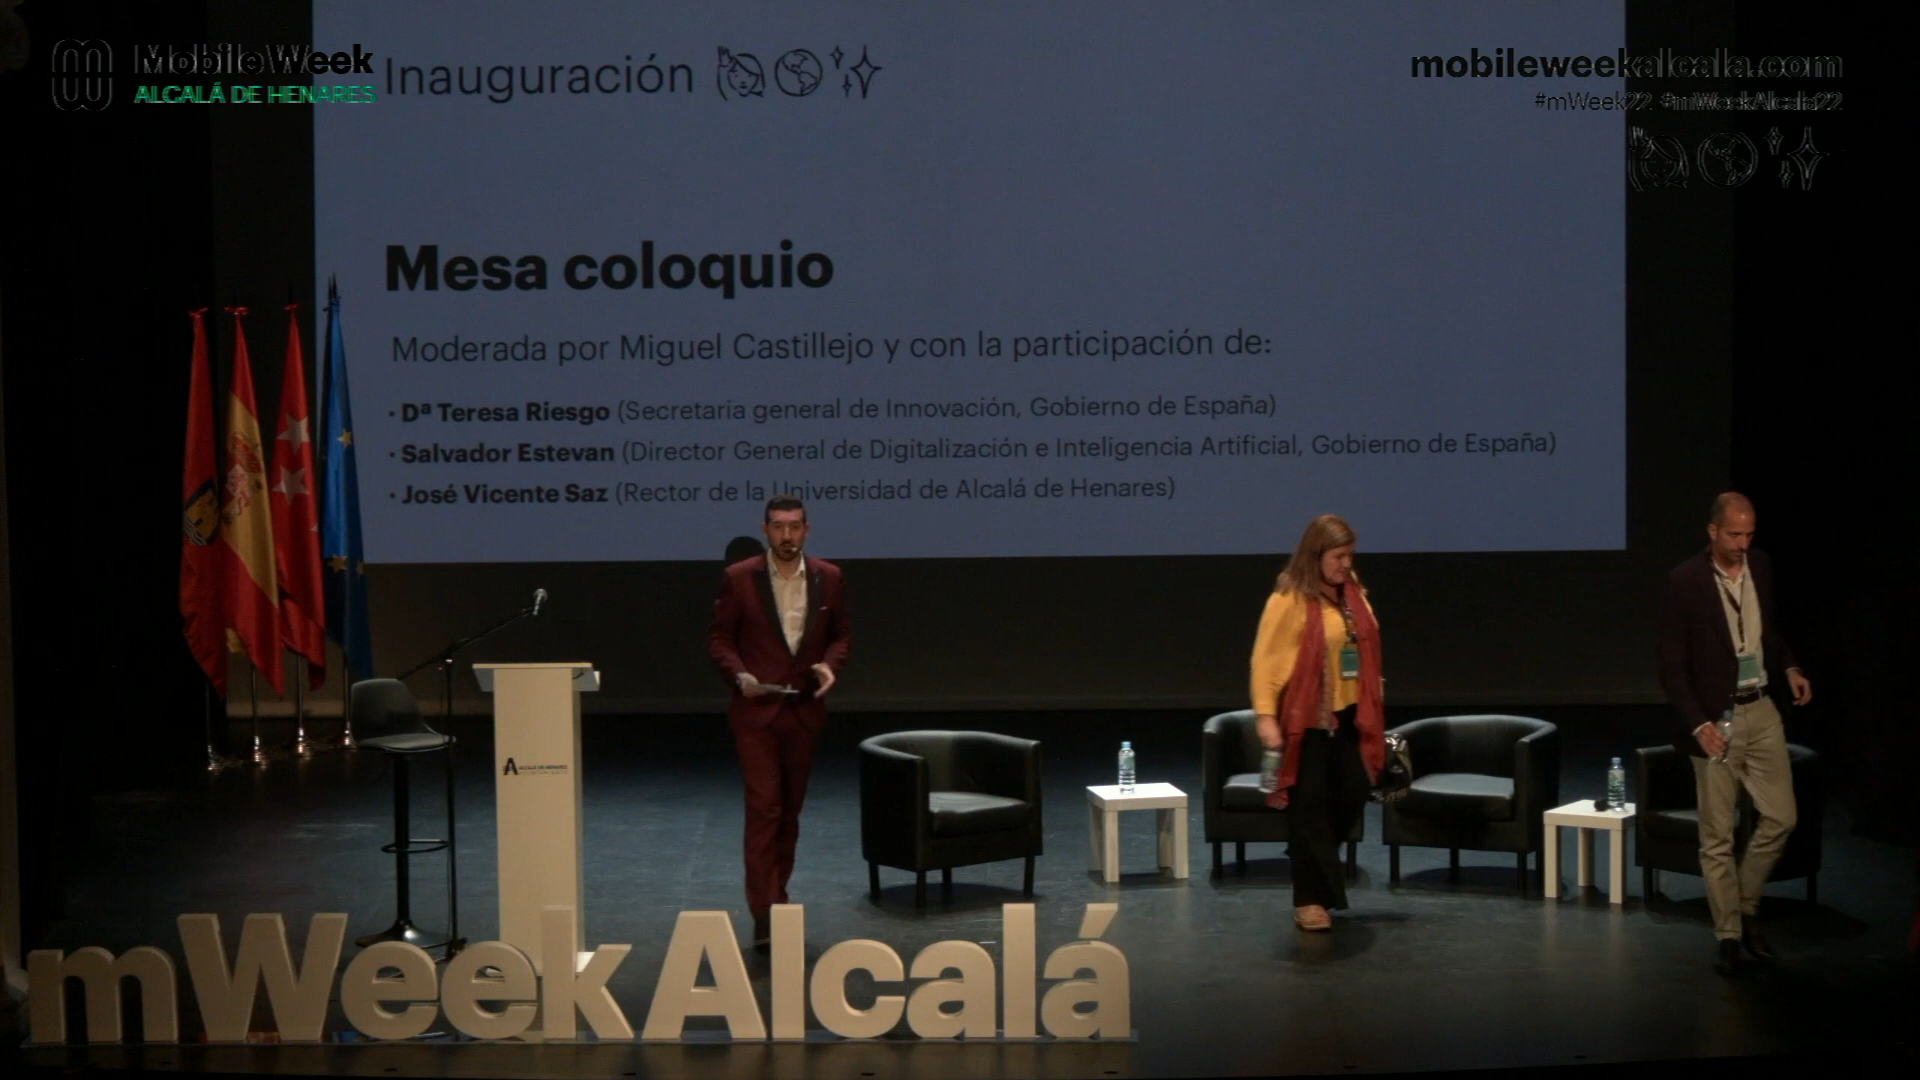 MobileWeek
ALCALÁ DE HENARES
Inauguración
mobileweekalcala.com
#mWeek22 #mWeekAlcala22
Mesa coloquio
Moderada por Miguel Castillejo y con la participación de:
· Dª Teresa Riesgo (Secretaria general de Innovación, Gobierno de España)
· Salvador Estevan (Director General de Digitalización e Inteligencia Artificial, Gobierno de España)
· José Vicente Saz (Rector de la Universidad de Alcalá de Henares)
ALCALÁ DE HENARES
mWeekAlcalá